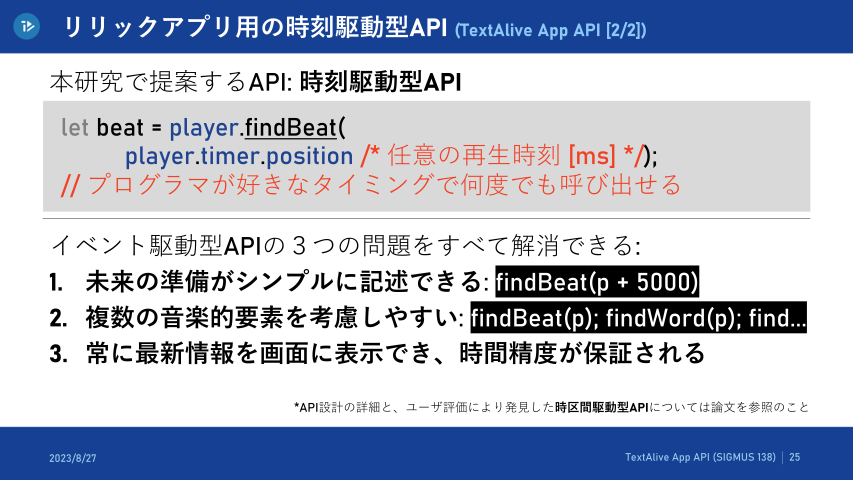 リリックアプリ用の時刻駆動型API (TextAlive App API [2/2])
本研究で提案するAPI: 時刻駆動型API
let beat = player.findBeat(
player.timer.position /* 任意の再生時刻 [ms] */);
// プログラマが好きなタイミングで何度でも呼び出せる
イベント駆動型APIの３つの問題をすべて解消できる:
1. 未来の準備がシンプルに記述できる: findBeat(p + 5000)
2. 複数の音楽的要素を考慮しやすい: findBeat(p); findWord(p); find...
3. 常に最新情報を画面に表示でき、時間精度が保証される
*API設計の詳細と、ユーザ評価により発見した時区間駆動型APIについては論文を参照のこと
2023/8/27
TextAlive App API (SIGMUS 138) | 25